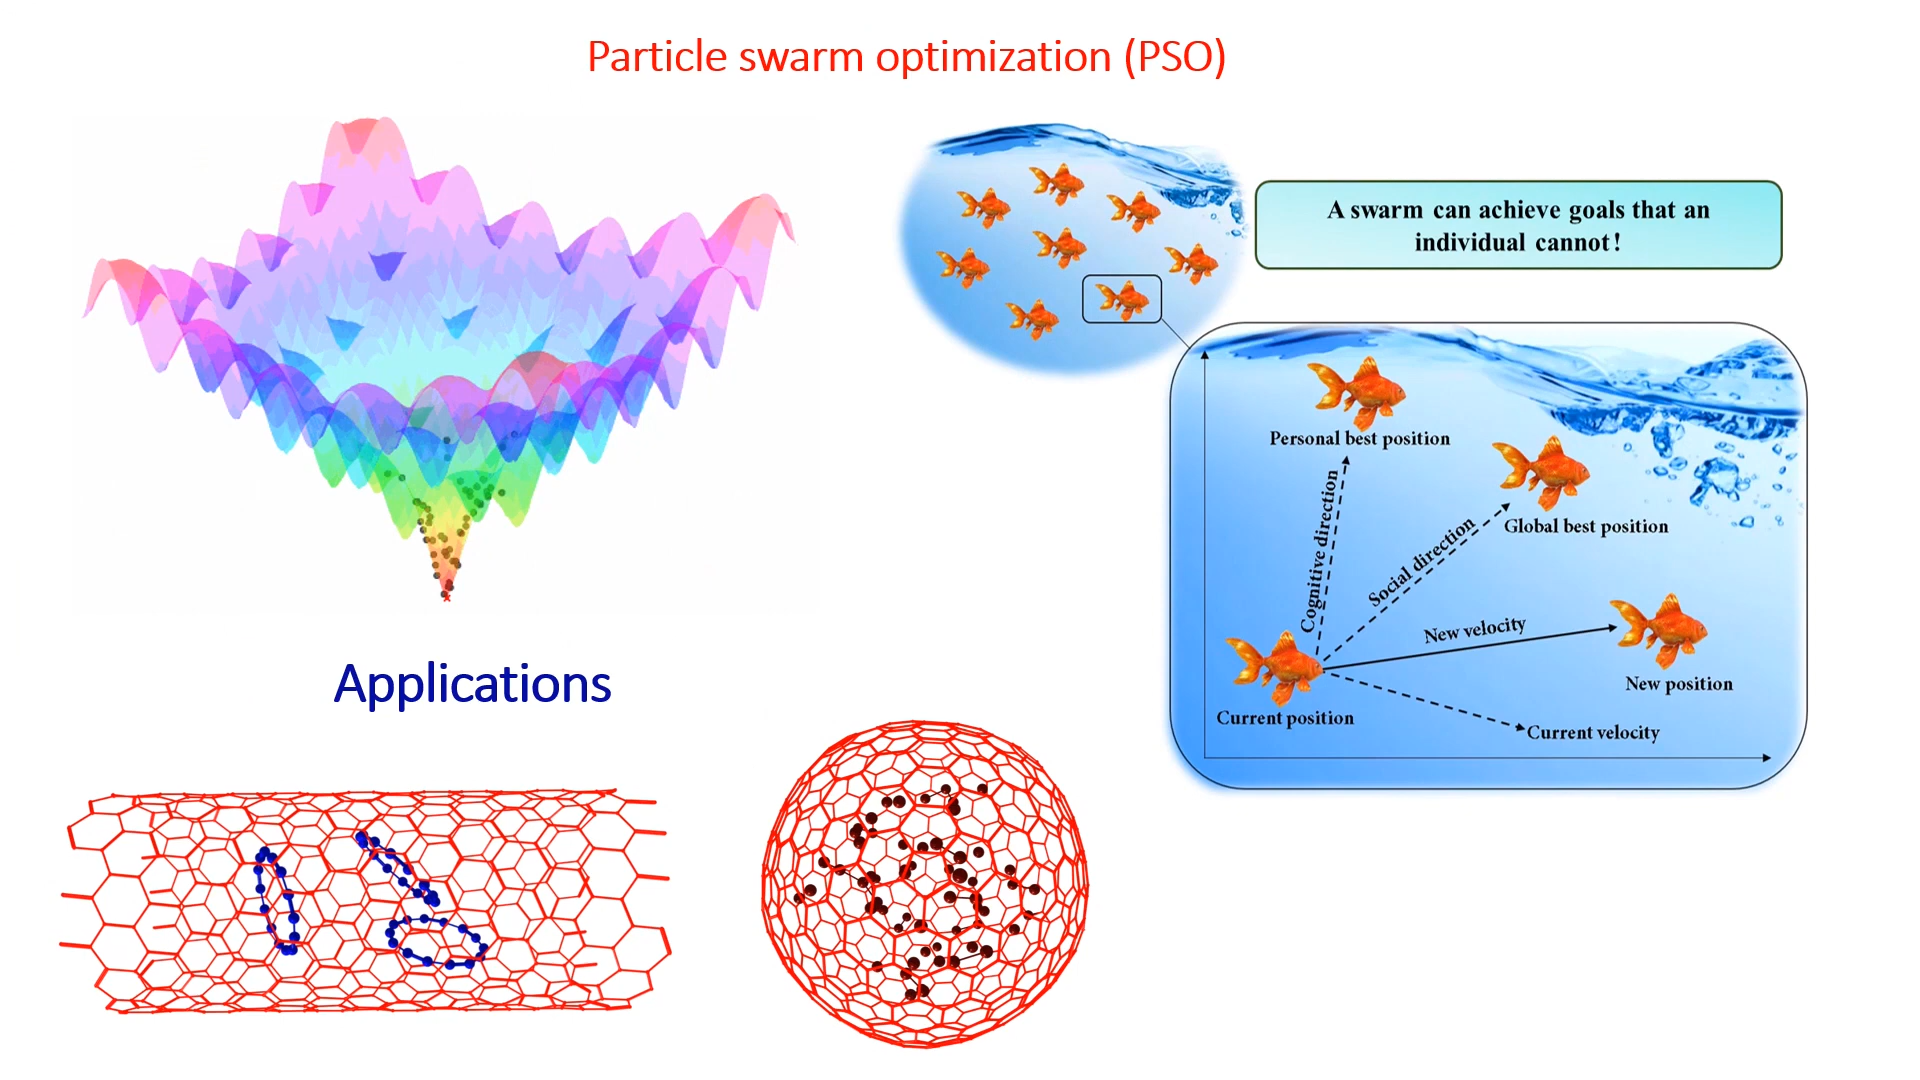 Particle swarm optimization (PSO)
A swarm can achieve goals that an
individual cannot!
Personal best position
Global best position
Cognitive direction
Social direction
New velocity
New position
Current position
Current velocity
Applications